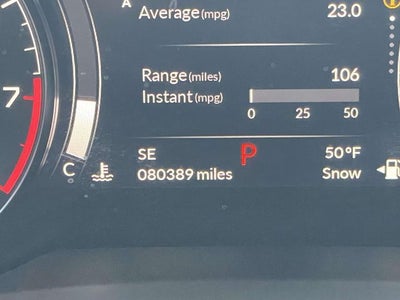 A
Average (mpg) 23.0
Range (miles) 106
7
Instant (mpg)
0 25 50
SE P 50°F
C 080389 miles Snow